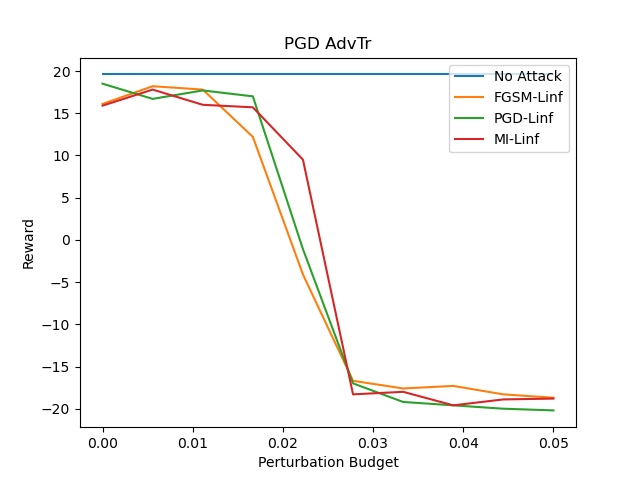 PGD AdvTr
No Attack
FGSM-Linf
PGD-Linf
MI-Linf
Reward
20
15
10
5
0
−5
−10
−15
−20
0.00 0.01 0.02 0.03 0.04 0.05
Perturbation Budget